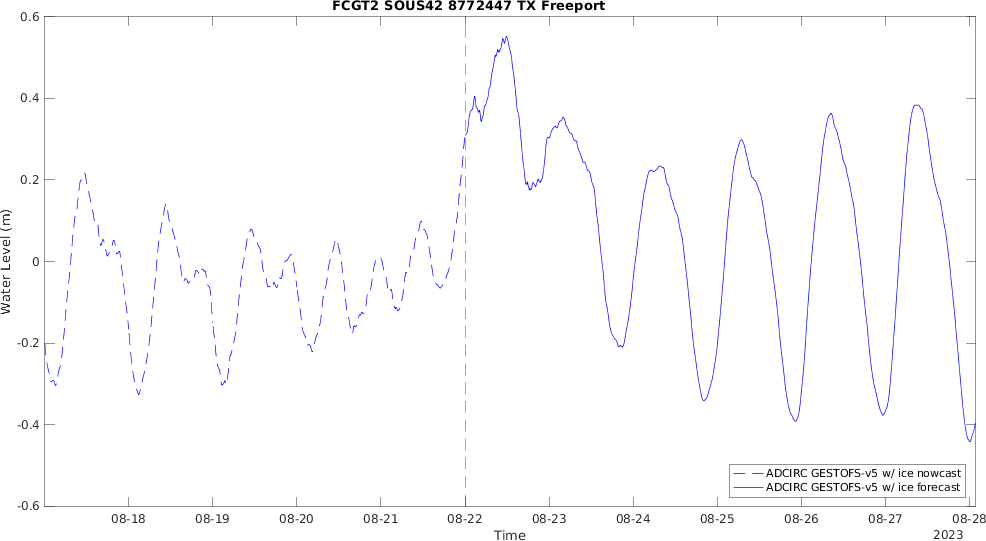 FCGT2 SOUS42 8772447 TX Freeport
0.6
0.4
0.2
0
-0.2
-0.4
-0.6
Water Level (m)
ADCIRC GESTOFS-v5 w/ ice nowcast
ADCIRC GESTOFS-v5 w/ ice forecast
08-18 08-19 08-20 08-21 08-22 08-23 08-24 08-25 08-26 08-27 08-28
Time
2023